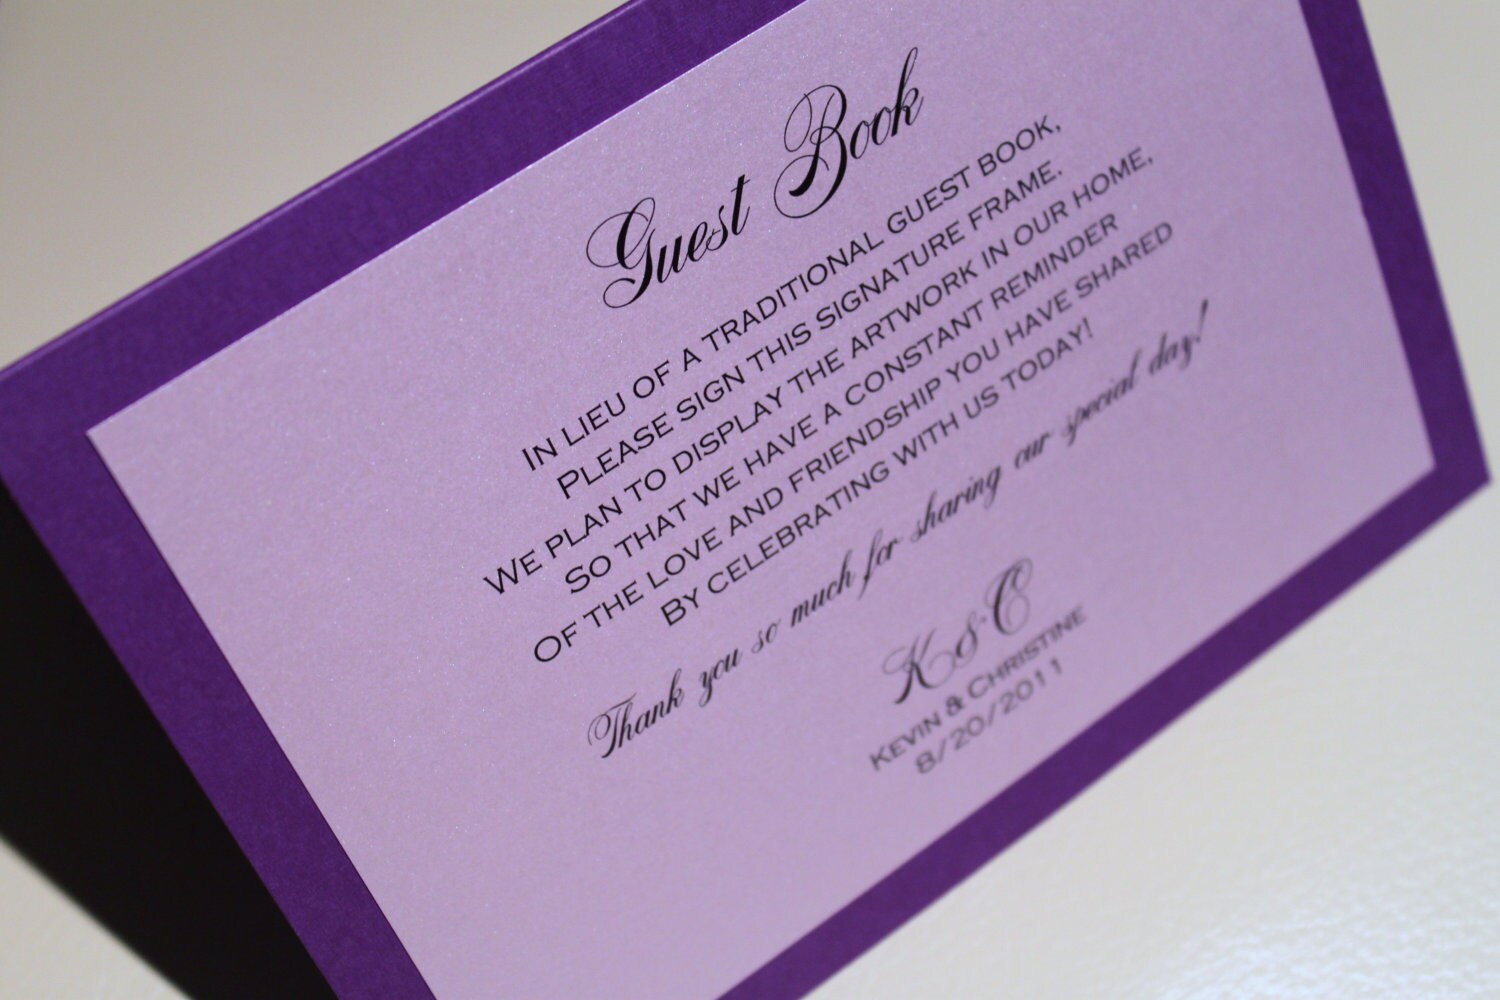 Guest Book
In lieu of a traditional guest book,
Please sign this signature frame.
We plan to display the artwork in our home,
So that we have a constant reminder
Of the love and friendship you have shared
By celebrating with us today!
Thank you so much for sharing our special day!
K & C
Kevin & Christine
8/20/2011